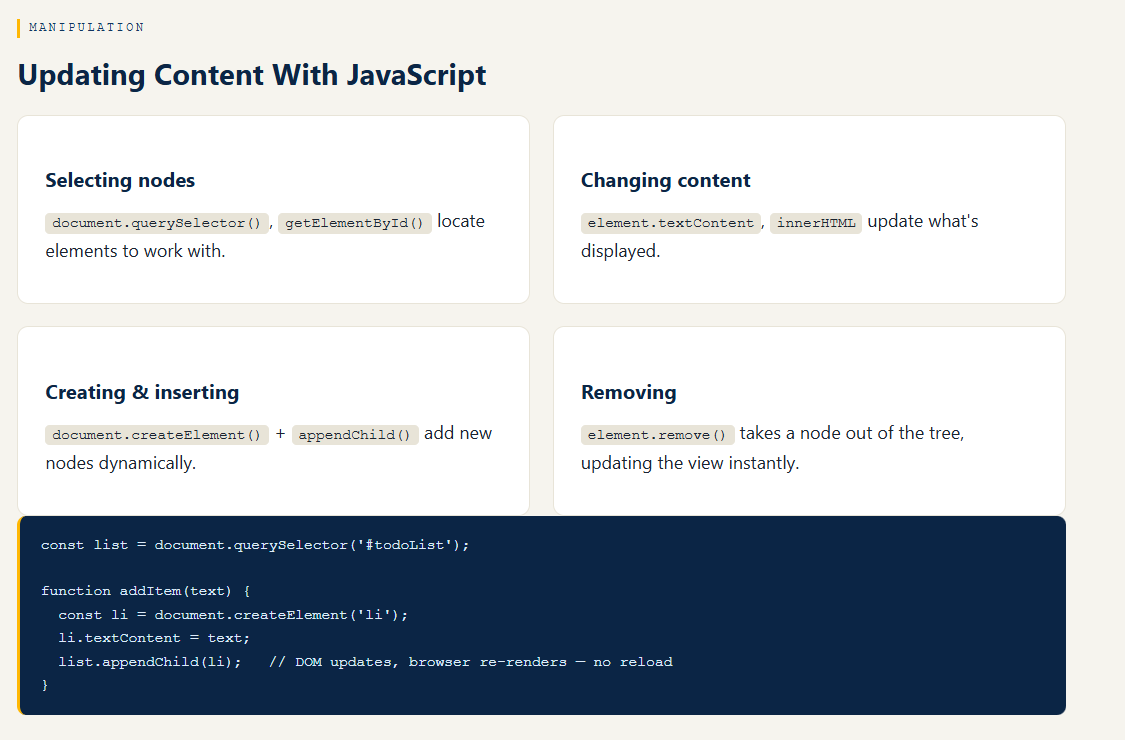 MANIPULATION
Updating Content With JavaScript
Selecting nodes
document.querySelector(), getElementById() locate
elements to work with.
Changing content
element.textContent, innerHTML update what's
displayed.
Creating & inserting
document.createElement() + appendChild() add new
nodes dynamically.
Removing
element.remove() takes a node out of the tree,
updating the view instantly.
const list = document.querySelector('#todoList');
function addItem(text) {
  const li = document.createElement('li');
  li.textContent = text;
  list.appendChild(li);   // DOM updates, browser re-renders — no reload
}